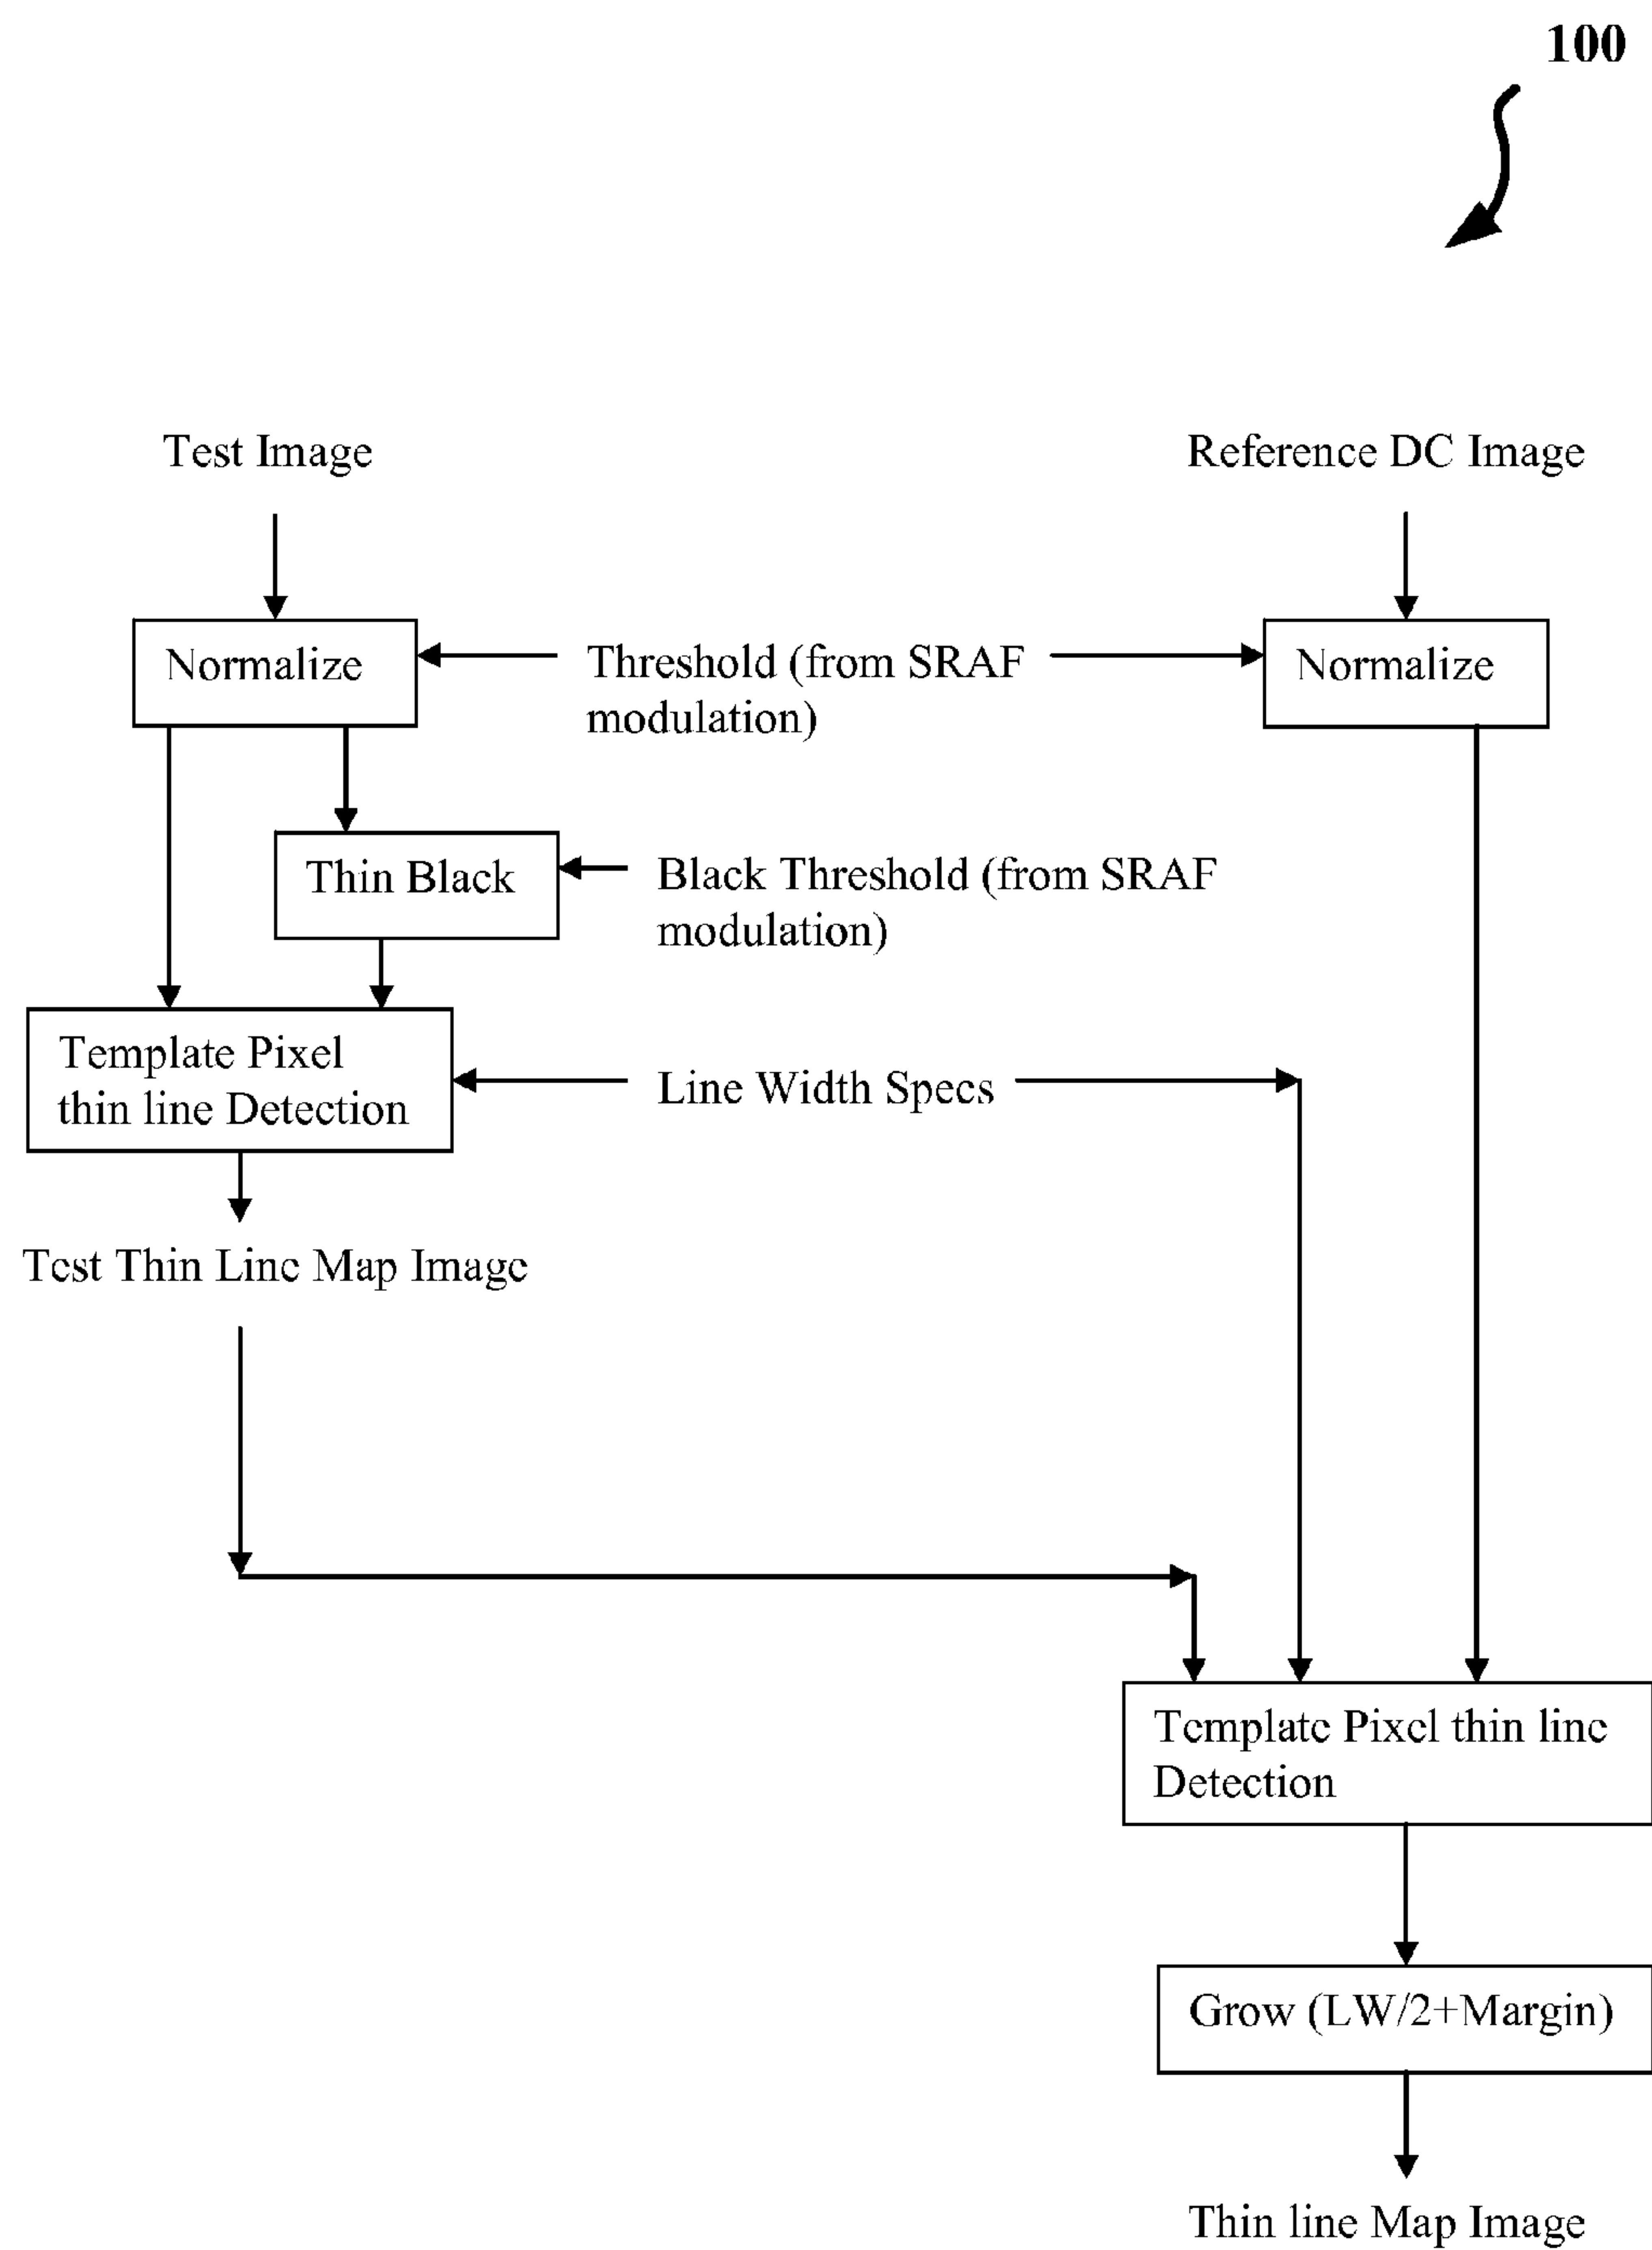 100
Test Image
Reference DC Image
Normalize
Threshold (from SRAF
modulation)
Normalize
Thin Black
Black Threshold (from SRAF
modulation)
Template Pixel
thin line Detection
Line Width Specs
Test Thin Line Map Image
Template Pixel thin line
Detection
Grow (LW/2+Margin)
Thin line Map Image